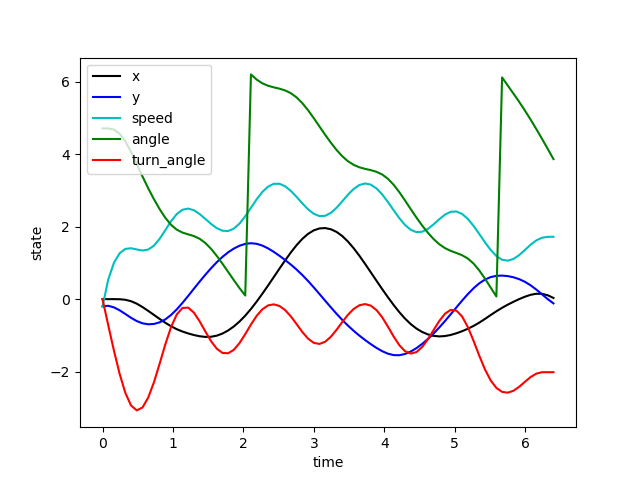 x
y
speed
angle
turn_angle
state
6
4
2
0
−2
0 1 2 3 4 5 6
time